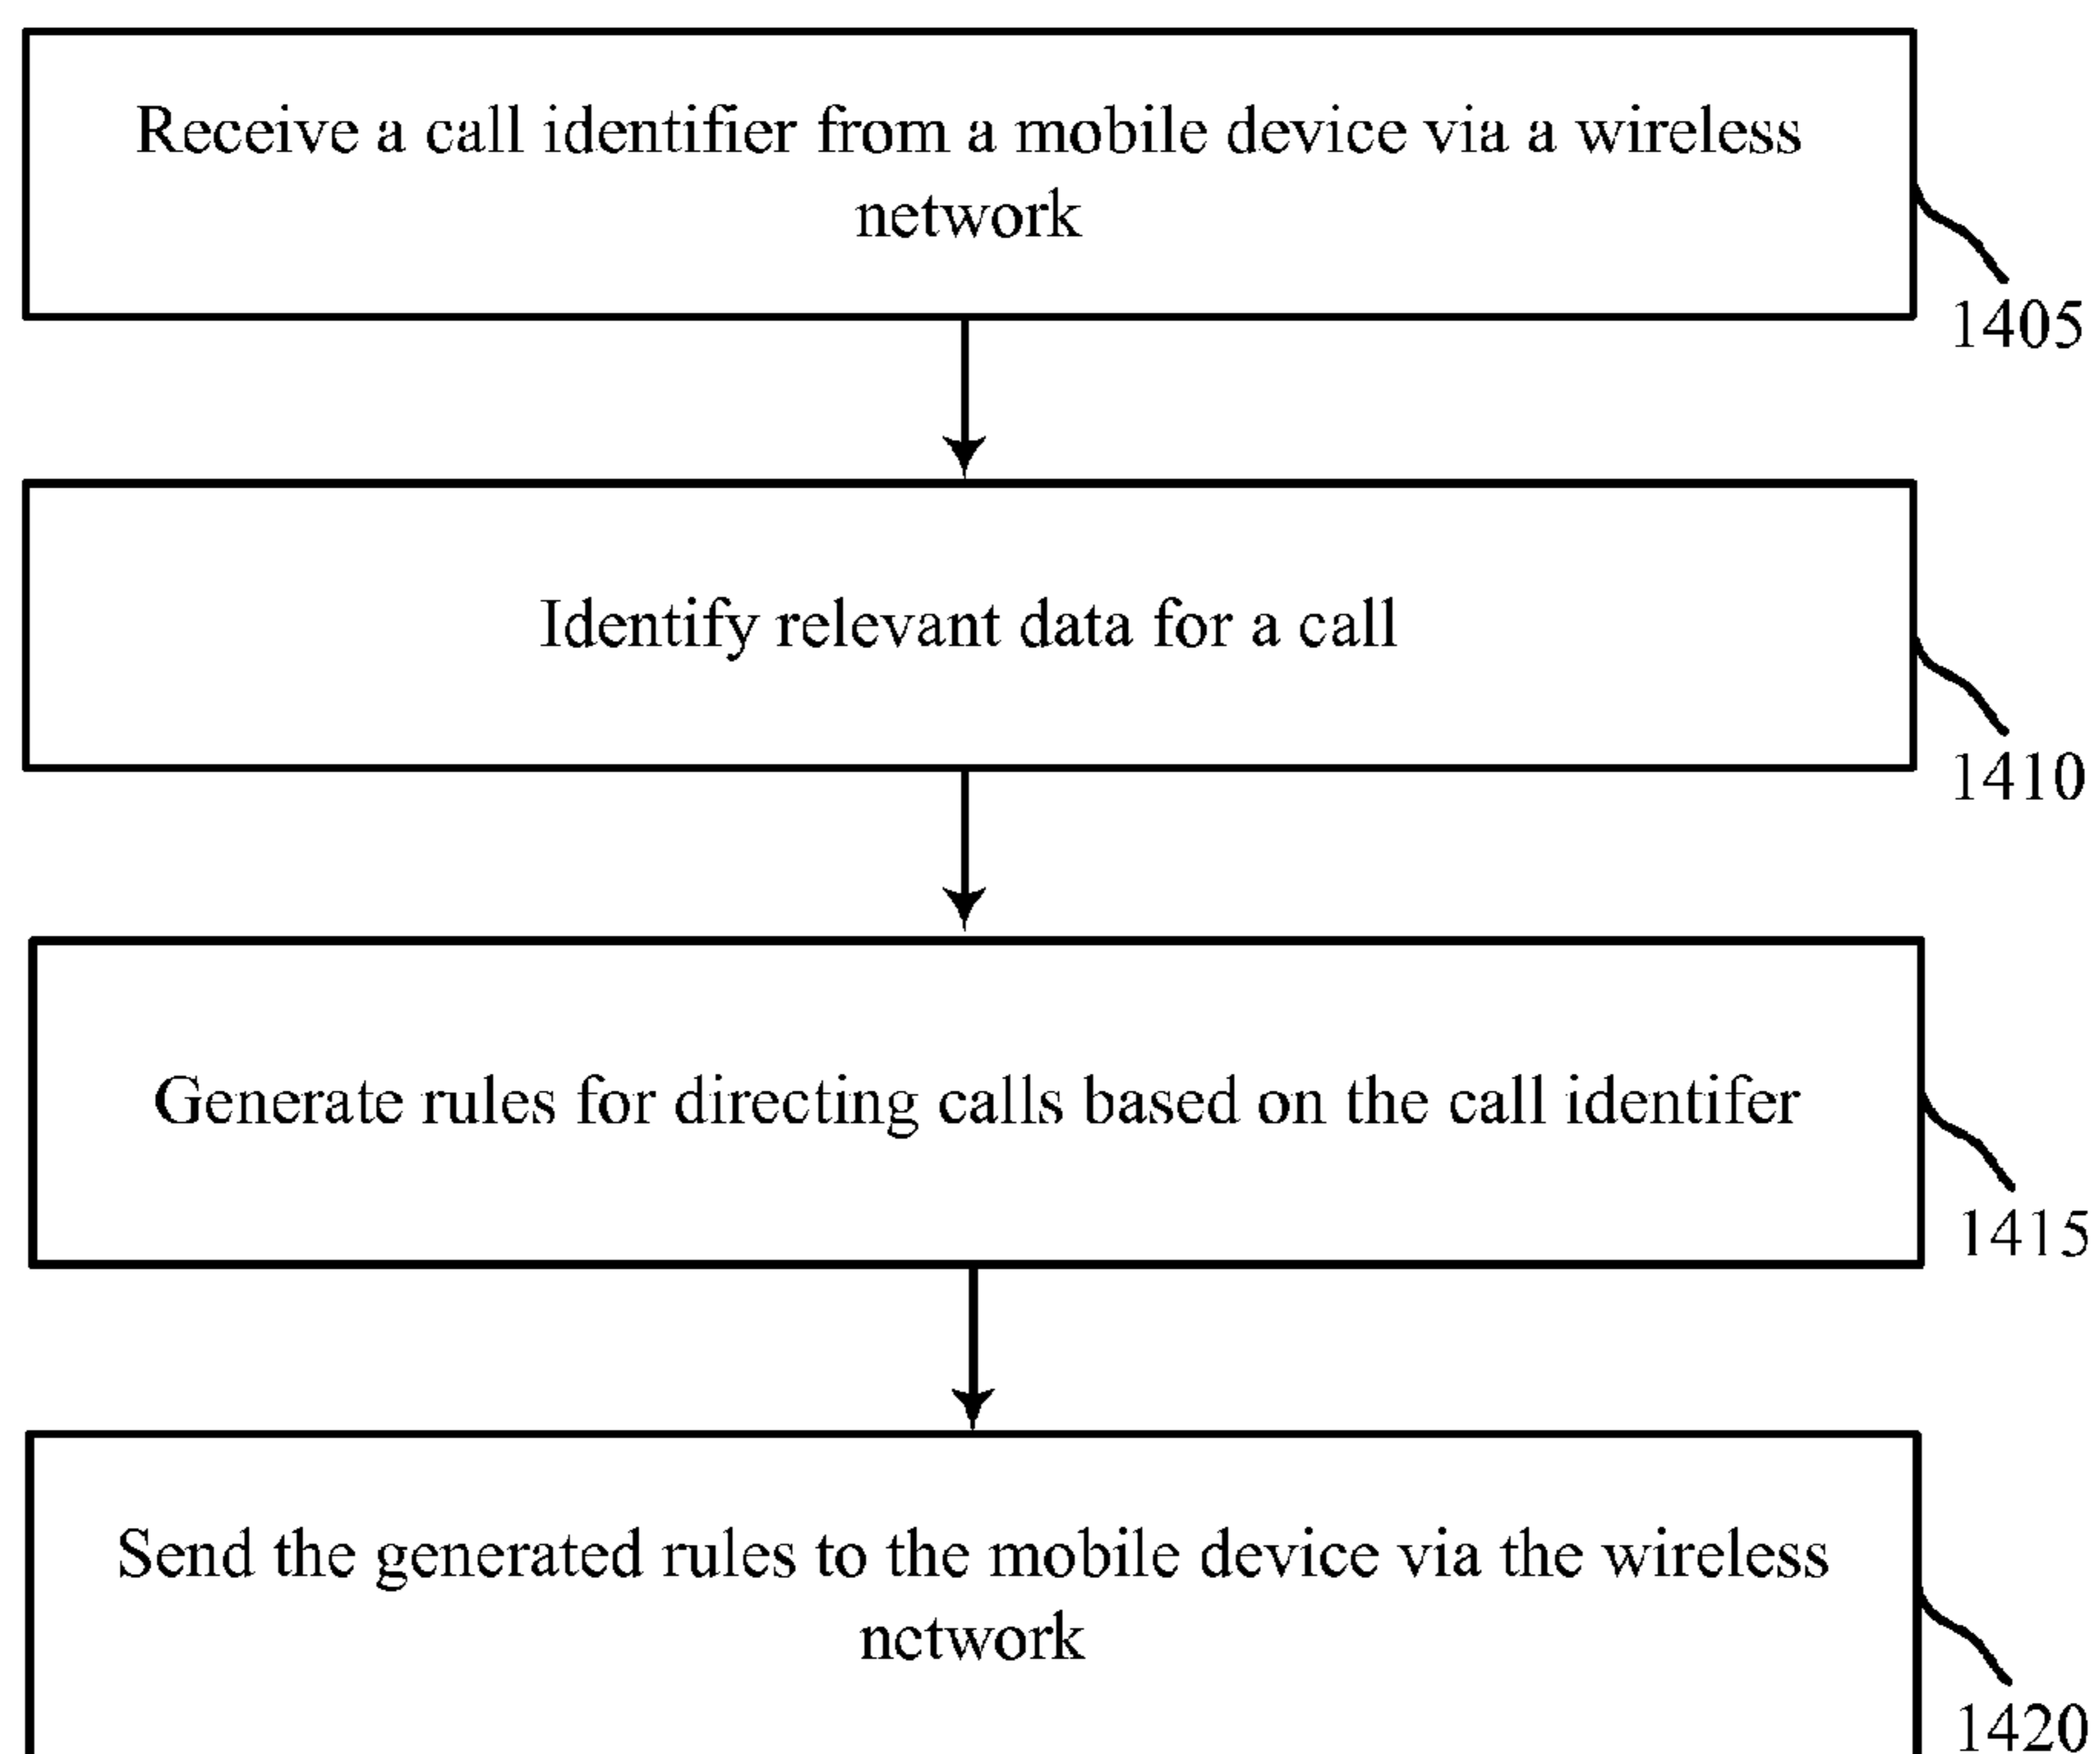 Receive a call identifier from a mobile device via a wireless
network
1405
Identify relevant data for a call
1410
Generate rules for directing calls based on the call identifer
1415
Send the generated rules to the mobile device via the wireless
network
1420